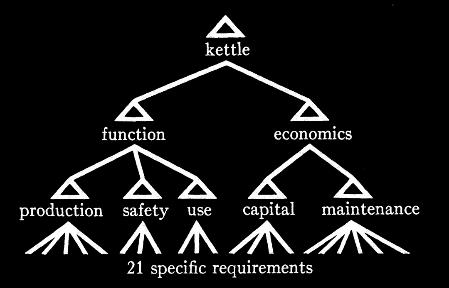 kettle
function economics
production safety use capital maintenance
21 specific requirements